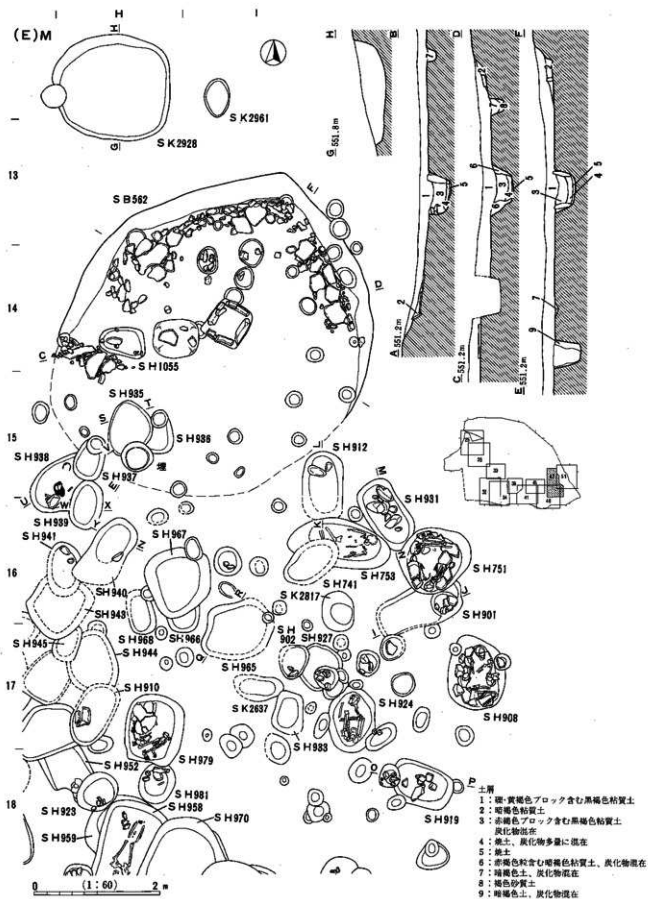 I H I I
(E)M
H
G
SK2928
SK2961
H
G 551.8m
B
A 551.2m
D
C 551.2m
F
E 551.2m
13
SB562
F
14
D
C
SH1055
A
15
SH935
S T
SH936
SH938
SH937
埋
SH912
SH931
SH939
W X
Y
SH941
SH967
16
SH940
SH753
SH751
SH741
SK2817
SH943
SH901
SH968
SK966
SH902
SH927
SH945
SH944
SH965
17
SH910
SK2637
SH924
SH908
SH983
SH979
SH952
SH981
18
SH923
SH958
SH970
SH959
SH919
O P
0 (1:60) 2 m
土層
1：礫・黄褐色ブロック含む黒褐色粘質土
2：暗褐色粘質土
3：赤褐色ブロック含む黒褐色粘質土
炭化物混在
4：焼土、炭化物多量に混在
5：焼土
6：赤褐色粒含む暗褐色粘質土、炭化物混在
7：暗褐色土、炭化物混在
8：褐色砂質土
9：暗褐色土、炭化物混在